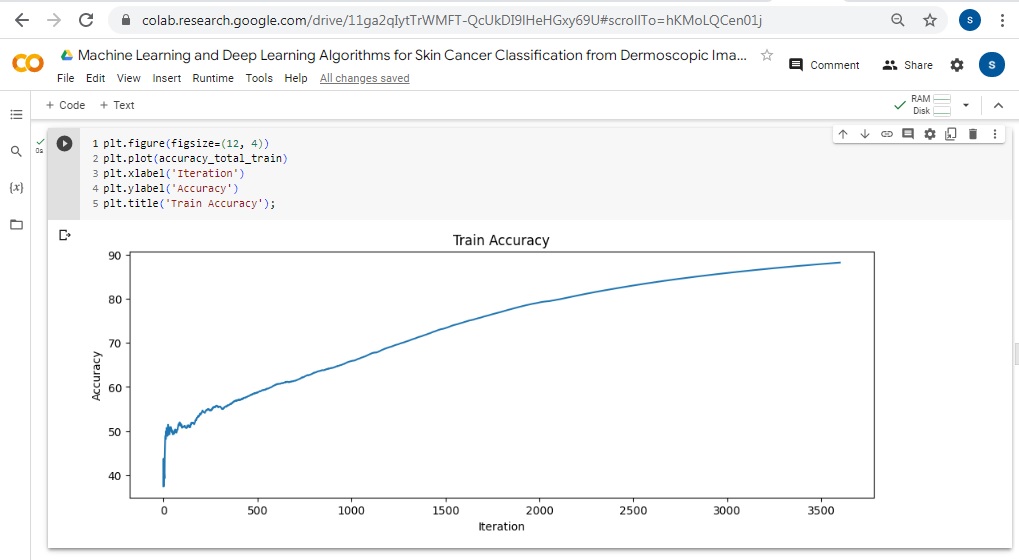 colab.research.google.com/drive/11ga2qIytTrWMFT-QcUkDI9IHeHGxy69U#scrollTo=hKMoLQCen01j
S
Machine Learning and Deep Learning Algorithms for Skin Cancer Classification from Dermoscopic Ima...
Comment
Share
S
File Edit View Insert Runtime Tools Help All changes saved
+ Code + Text
RAM
Disk
0s
{x}
1 plt.figure(figsize=(12, 4))
2 plt.plot(accuracy_total_train)
3 plt.xlabel('Iteration')
4 plt.ylabel('Accuracy')
5 plt.title('Train Accuracy');
Train Accuracy
90
80
70
60
50
40
Accuracy
0 500 1000 1500 2000 2500 3000 3500
Iteration